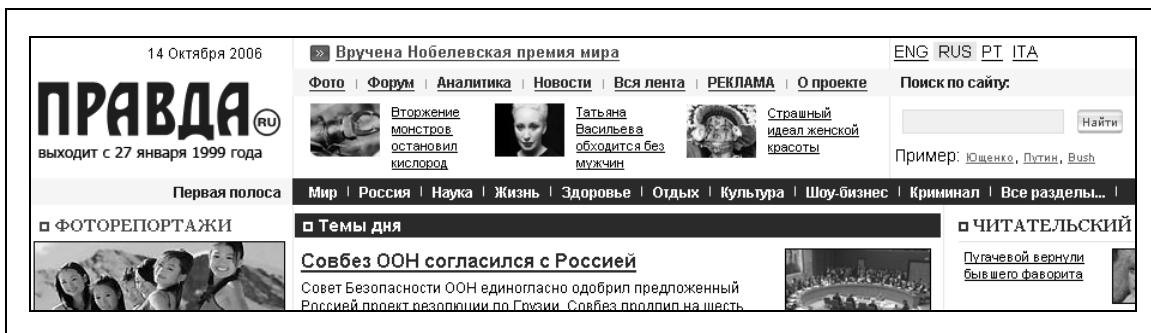 14 Октября 2006
» Вручена Нобелевская премия мира
ENG RUS PT ITA
ПРАВДА RU
выходит с 27 января 1999 года
Фото | Форум | Аналитика | Новости | Вся лента | РЕКЛАМА | О проекте
Поиск по сайту:
Вторжение
монстров
остановил
кислород
Татьяна
Васильева
обходится без
мужчин
Страшный
идеал женской
красоты
Найти
Пример: Ющенко, Путин, Bush
Первая полоса
Мир | Россия | Наука | Жизнь | Здоровье | Отдых | Культура | Шоу-бизнес | Криминал | Все разделы... |
ФОТОРЕПОРТАЖИ
Темы дня
Совбез ООН согласился с Россией
Совет Безопасности ООН единогласно одобрил предложенный
Россией проект резолюции по Грузии. Совбез продлил на шесть
ЧИТАТЕЛЬСКИЙ
Пугачевой вернули
бывшего фаворита